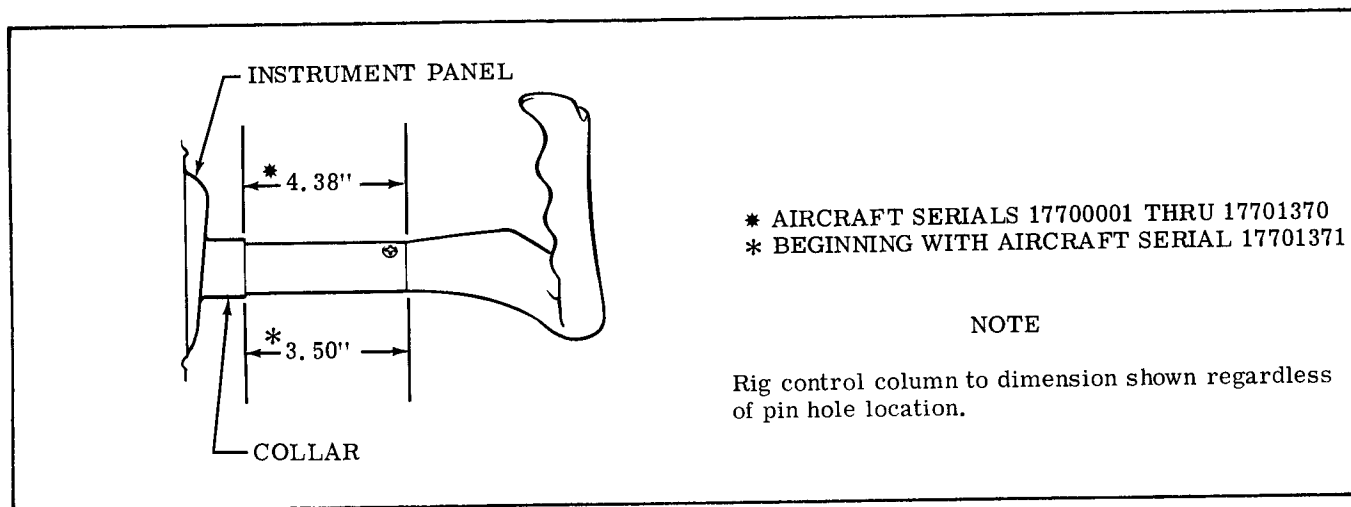 INSTRUMENT PANEL
✱ 4.38"
* 3.50"
COLLAR
✱ AIRCRAFT SERIALS 17700001 THRU 17701370
* BEGINNING WITH AIRCRAFT SERIAL 17701371
NOTE
Rig control column to dimension shown regardless
of pin hole location.